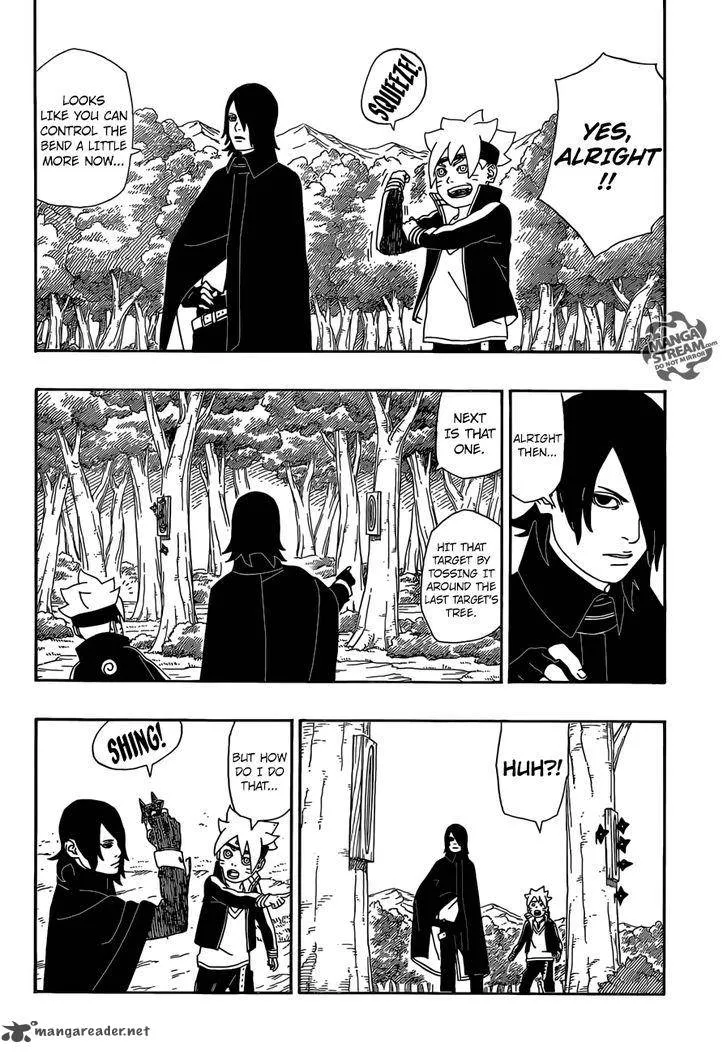 YES,
ALRIGHT
!!
SQUEEZE!
LOOKS
LIKE YOU CAN
CONTROL THE
BEND A LITTLE
MORE NOW...
MANGA
STREAM.com
DO NOT MIRROR
ALRIGHT
THEN...
NEXT
IS THAT
ONE.
HIT THAT
TARGET BY
TOSSING IT
AROUND THE
LAST TARGET'S
TREE.
HUH?!
BUT HOW
DO I DO
THAT...
SHING!
mangareader.net